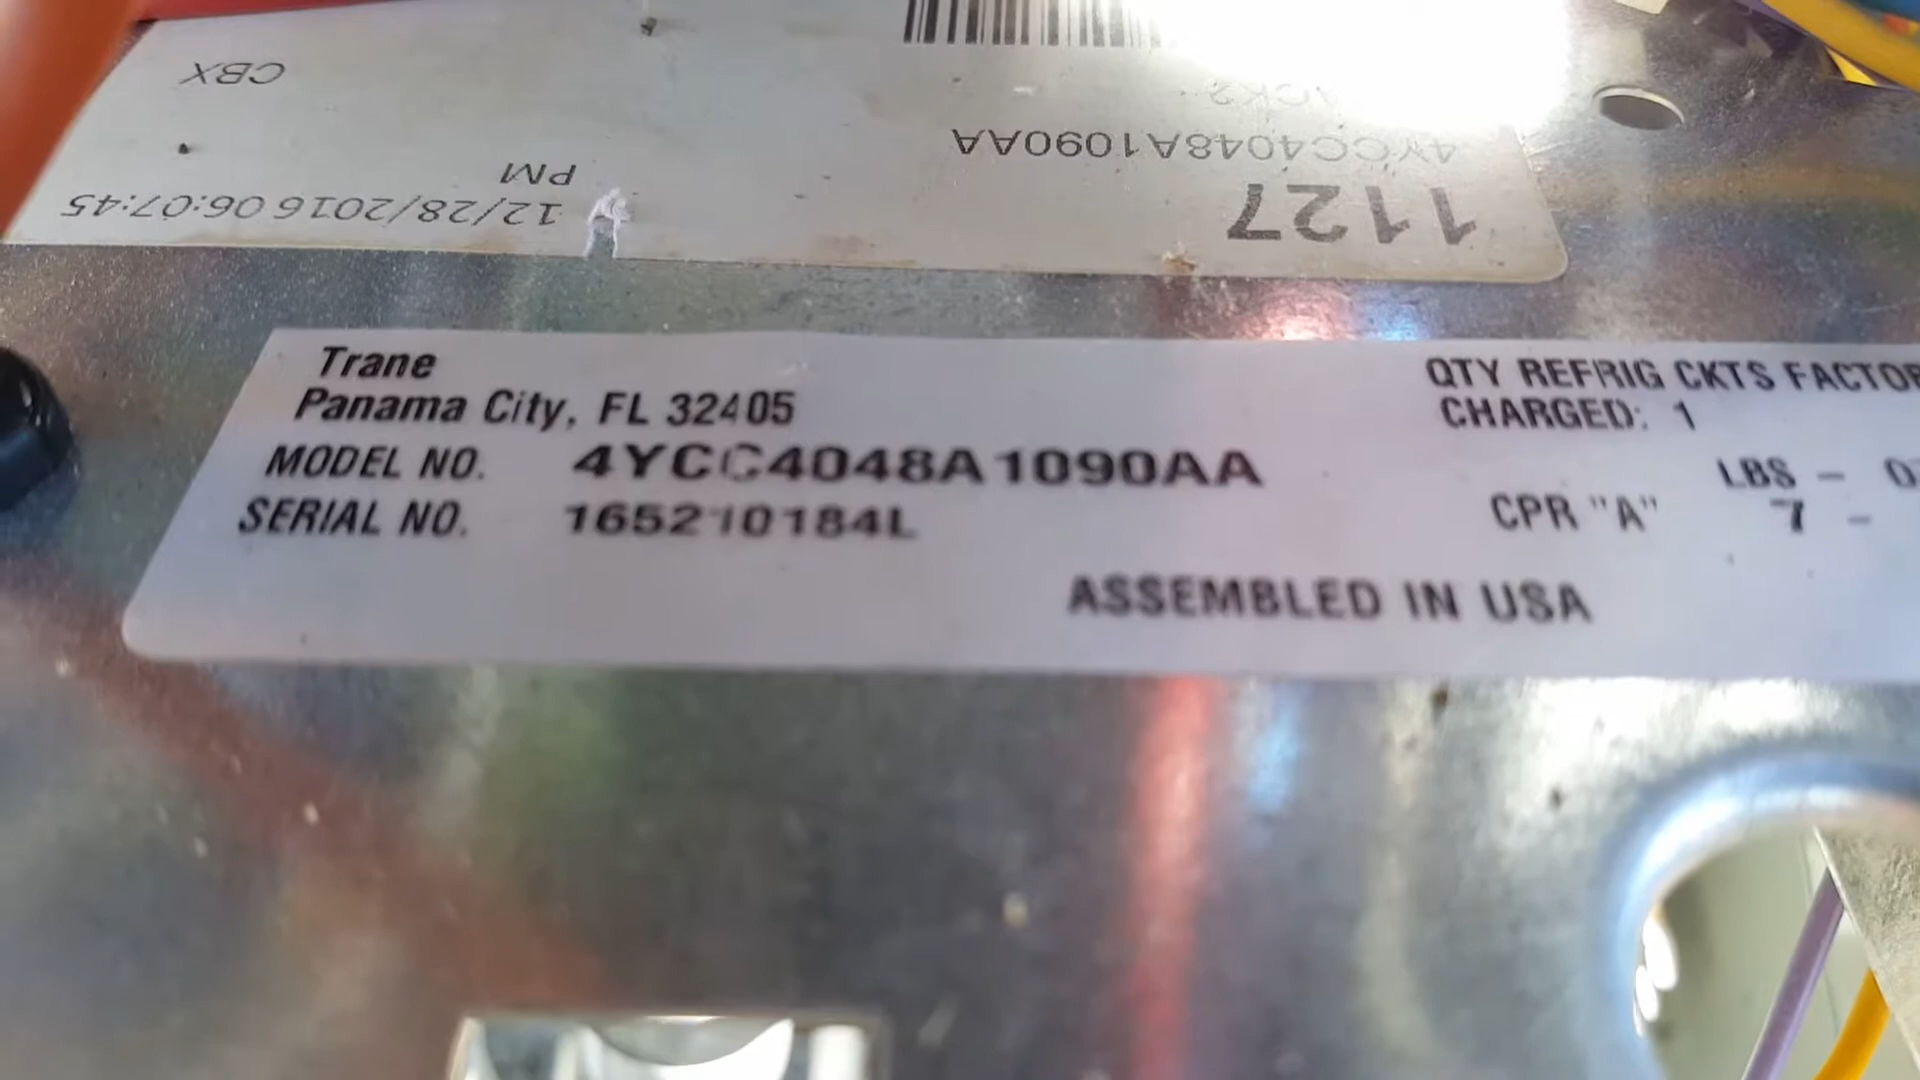 CBX
4YCC4048A1090AA
PM
12/28/2016 06:07:45
1127
Trane
Panama City, FL 32405
MODEL NO. 4YCC4048A1090AA
SERIAL NO. 165210184L
QTY REFRIG CKTS
CHARGED: 1
LBS -
CPR "A" 7 -
ASSEMBLED IN USA